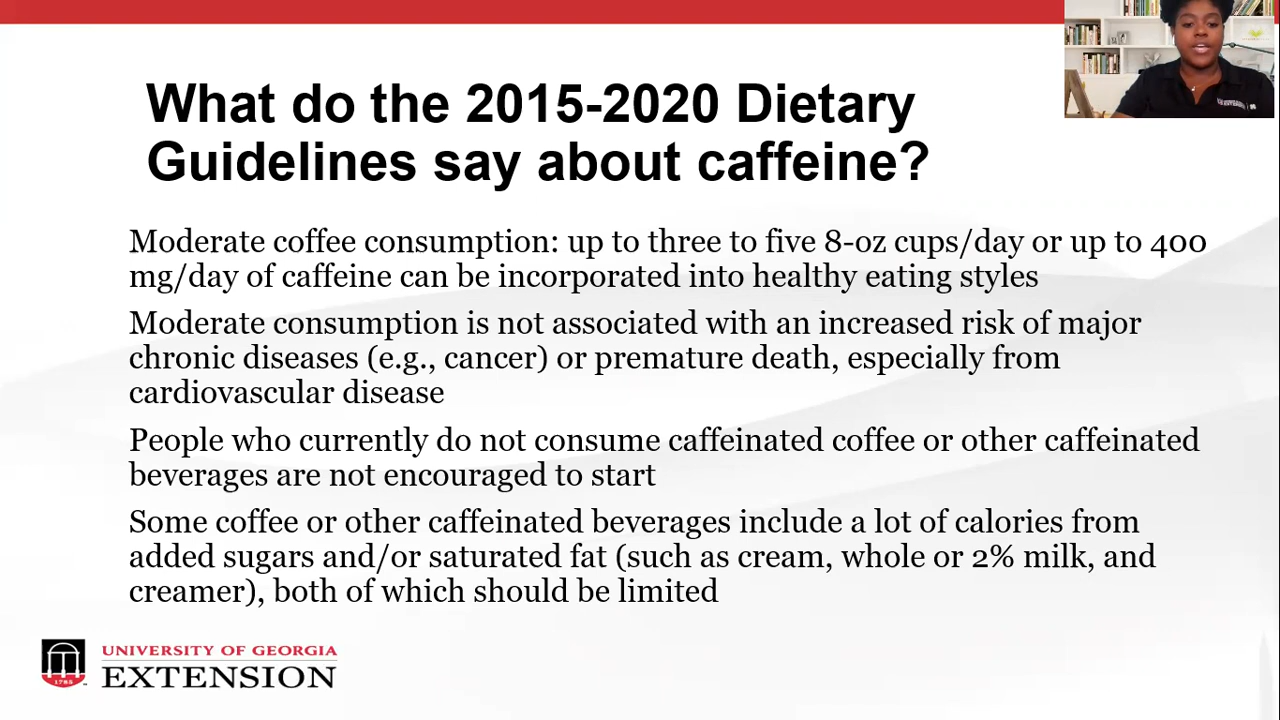 What do the 2015-2020 Dietary
Guidelines say about caffeine?
Moderate coffee consumption: up to three to five 8-oz cups/day or up to 400
mg/day of caffeine can be incorporated into healthy eating styles
Moderate consumption is not associated with an increased risk of major
chronic diseases (e.g., cancer) or premature death, especially from
cardiovascular disease
People who currently do not consume caffeinated coffee or other caffeinated
beverages are not encouraged to start
Some coffee or other caffeinated beverages include a lot of calories from
added sugars and/or saturated fat (such as cream, whole or 2% milk, and
creamer), both of which should be limited
1785
UNIVERSITY OF GEORGIA
EXTENSION